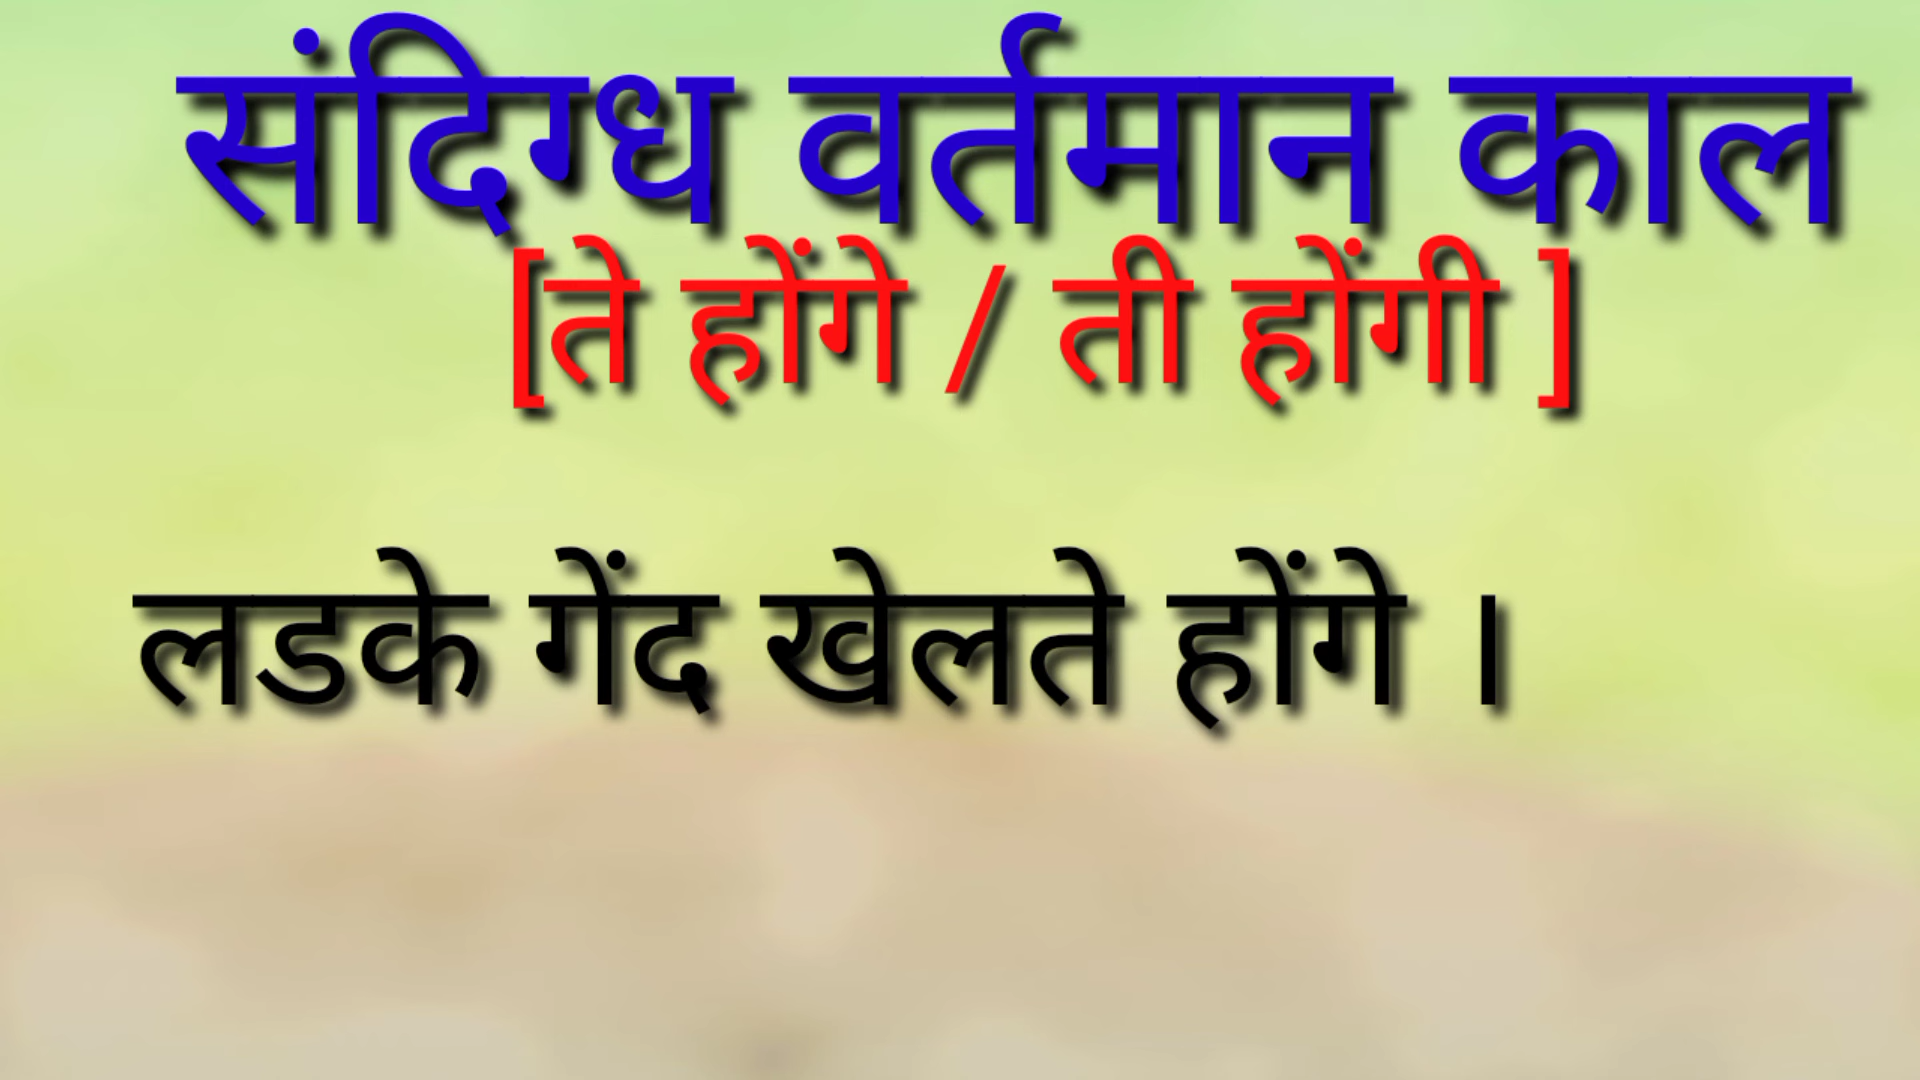 संदिग्ध वर्तमान काल
[ते होंगे / ती होंगी ]
लडके गेंद खेलते होंगे ।